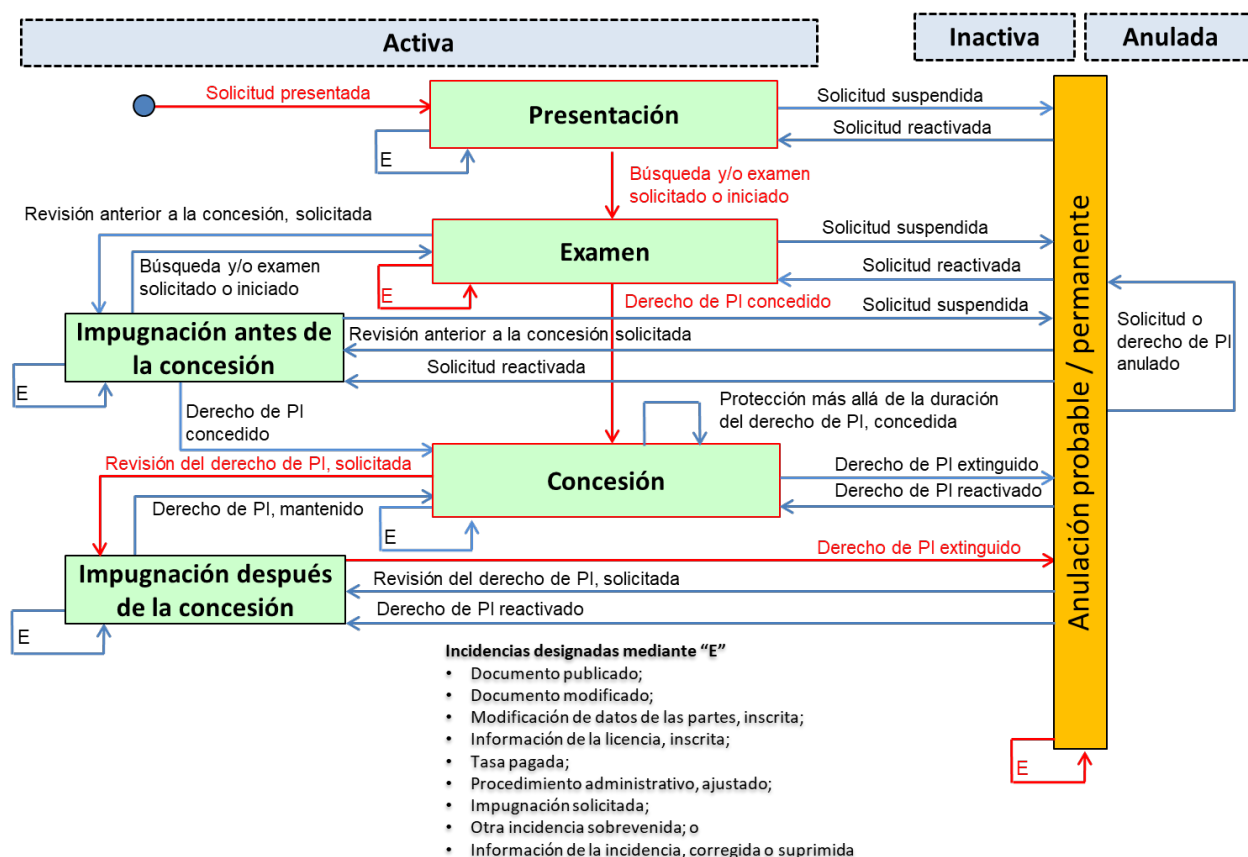 Activa
Inactiva
Anulada
Solicitud presentada
Presentación
Solicitud suspendida
Solicitud reactivada
E
Búsqueda y/o examen
solicitado o iniciado
Revisión anterior a la concesión, solicitada
Examen
Solicitud suspendida
Solicitud reactivada
Búsqueda y/o examen
solicitado o iniciado
E
Derecho de PI concedido
Solicitud suspendida
Impugnación antes de
la concesión
Revisión anterior a la concesión solicitada
Solicitud reactivada
E
Solicitud o
derecho de PI
anulado
Anulación probable / permanente
Derecho de PI
concedido
Protección más allá de la duración
del derecho de PI, concedida
Revisión del derecho de PI, solicitada
Concesión
Derecho de PI extinguido
Derecho de PI reactivado
Derecho de PI, mantenido
E
Derecho de PI extinguido
Impugnación después
de la concesión
Revisión del derecho de PI, solicitada
Derecho de PI reactivado
E
Incidencias designadas mediante “E”
• Documento publicado;
• Documento modificado;
• Modificación de datos de las partes, inscrita;
• Información de la licencia, inscrita;
• Tasa pagada;
• Procedimiento administrativo, ajustado;
• Impugnación solicitada;
• Otra incidencia sobrevenida; o
• Información de la incidencia, corregida o suprimida
E